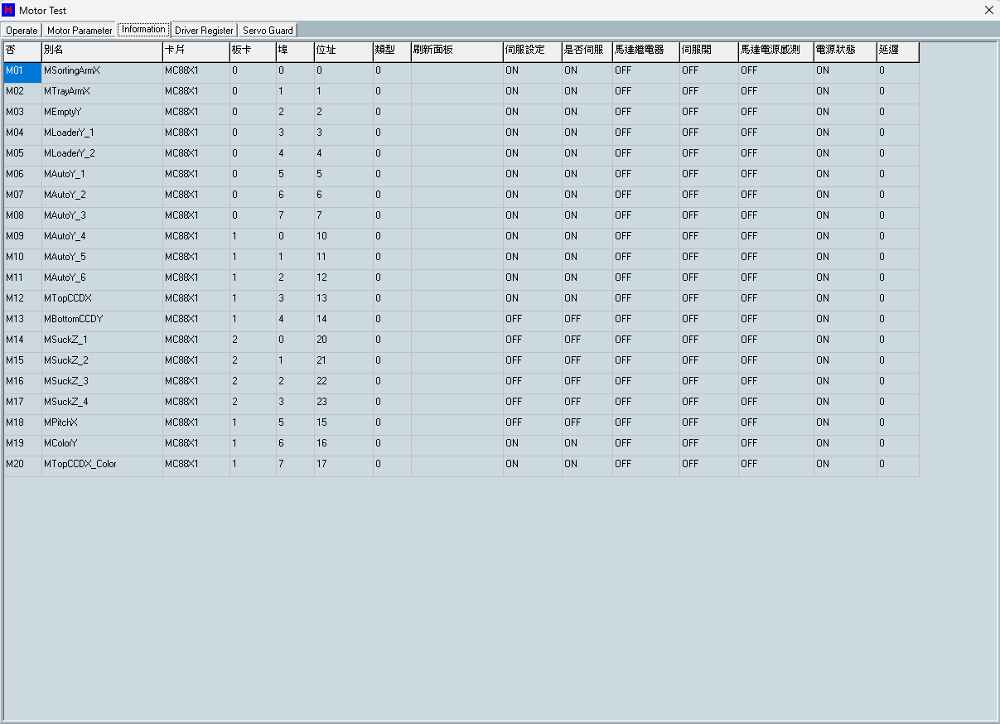 H Motor Test
Operate Motor Parameter Information Driver Register Servo Guard
否 別名 卡片 板卡 埠 位址 類型 刷新面板 伺服設定 是否伺服 馬達繼電器 伺服開 馬達電源感測 電源狀態 延遲
M01 MSortingArmX MC88X1 0 0 0 0 ON ON OFF OFF OFF ON 0
M02 MTrayArmX MC88X1 0 1 1 0 ON ON OFF OFF OFF ON 0
M03 MEmptyY MC88X1 0 2 2 0 ON ON OFF OFF OFF ON 0
M04 MLoaderY_1 MC88X1 0 3 3 0 ON ON OFF OFF OFF ON 0
M05 MLoaderY_2 MC88X1 0 4 4 0 ON ON OFF OFF OFF ON 0
M06 MAutoY_1 MC88X1 0 5 5 0 ON ON OFF OFF OFF ON 0
M07 MAutoY_2 MC88X1 0 6 6 0 ON ON OFF OFF OFF ON 0
M08 MAutoY_3 MC88X1 0 7 7 0 ON ON OFF OFF OFF ON 0
M09 MAutoY_4 MC88X1 1 0 10 0 ON ON OFF OFF OFF ON 0
M10 MAutoY_5 MC88X1 1 1 11 0 ON ON OFF OFF OFF ON 0
M11 MAutoY_6 MC88X1 1 2 12 0 ON ON OFF OFF OFF ON 0
M12 MTopCCDX MC88X1 1 3 13 0 ON ON OFF OFF OFF ON 0
M13 MBottomCCDY MC88X1 1 4 14 0 OFF OFF OFF OFF OFF ON 0
M14 MSuckZ_1 MC88X1 2 0 20 0 OFF OFF OFF OFF OFF ON 0
M15 MSuckZ_2 MC88X1 2 1 21 0 OFF OFF OFF OFF OFF ON 0
M16 MSuckZ_3 MC88X1 2 2 22 0 OFF OFF OFF OFF OFF ON 0
M17 MSuckZ_4 MC88X1 2 3 23 0 OFF OFF OFF OFF OFF ON 0
M18 MPitchX MC88X1 1 5 15 0 OFF OFF OFF OFF OFF ON 0
M19 MColorY MC88X1 1 6 16 0 ON ON OFF OFF OFF ON 0
M20 MTopCCDX_Color MC88X1 1 7 17 0 ON ON OFF OFF OFF ON 0